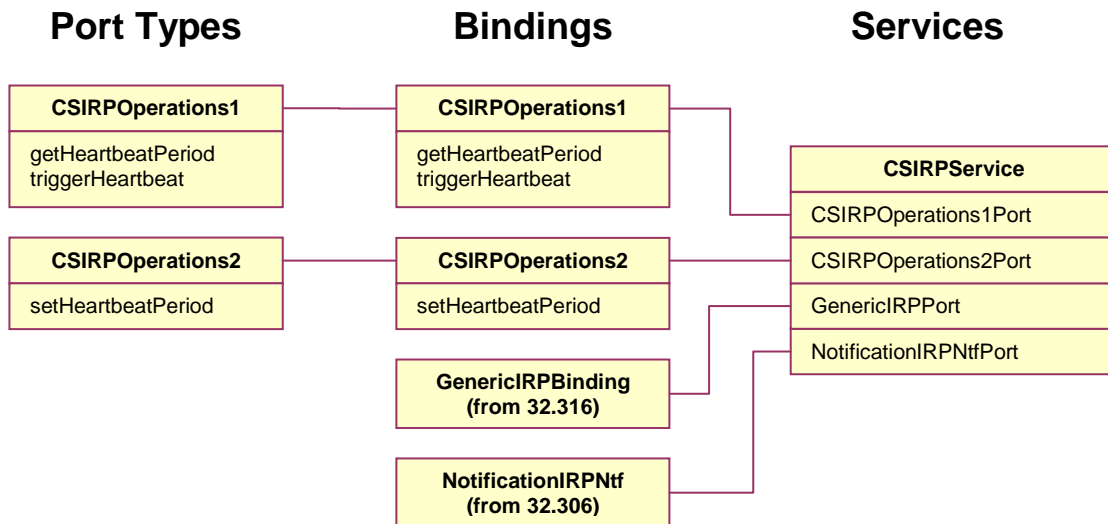 Port Types
Bindings
Services
CSIRPOperations1
getHeartbeatPeriod
triggerHeartbeat
CSIRPOperations2
setHeartbeatPeriod
CSIRPOperations1
getHeartbeatPeriod
triggerHeartbeat
CSIRPOperations2
setHeartbeatPeriod
GenericIRPBinding
(from 32.316)
NotificationIRPNtf
(from 32.306)
CSIRPService
CSIRPOperations1Port
CSIRPOperations2Port
GenericIRPPort
NotificationIRPNtfPort